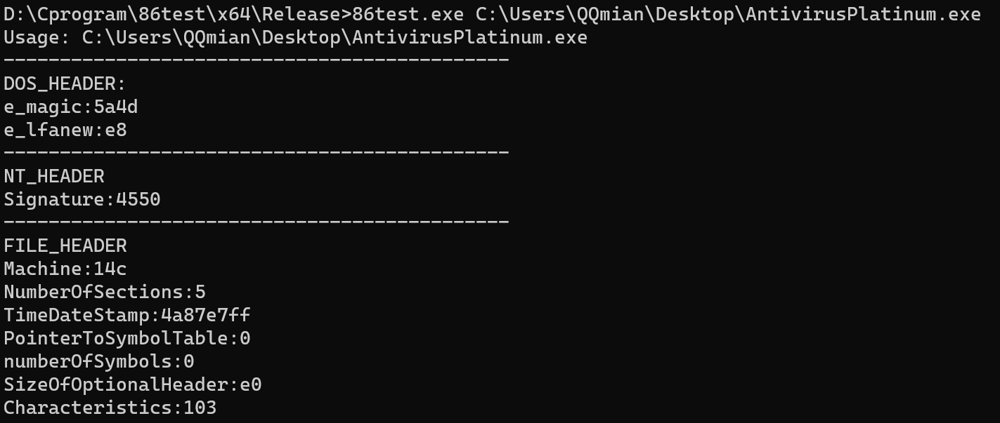 D:\Cprogram\86test\x64\Release>86test.exe C:\Users\QQmian\Desktop\AntivirusPlatinum.exe
Usage: C:\Users\QQmian\Desktop\AntivirusPlatinum.exe
---------------------------------------------
DOS_HEADER:
e_magic:5a4d
e_lfanew:e8
---------------------------------------------
NT_HEADER
Signature:4550
---------------------------------------------
FILE_HEADER
Machine:14c
NumberOfSections:5
TimeDateStamp:4a87e7ff
PointerToSymbolTable:0
numberOfSymbols:0
SizeOfOptionalHeader:e0
Characteristics:103